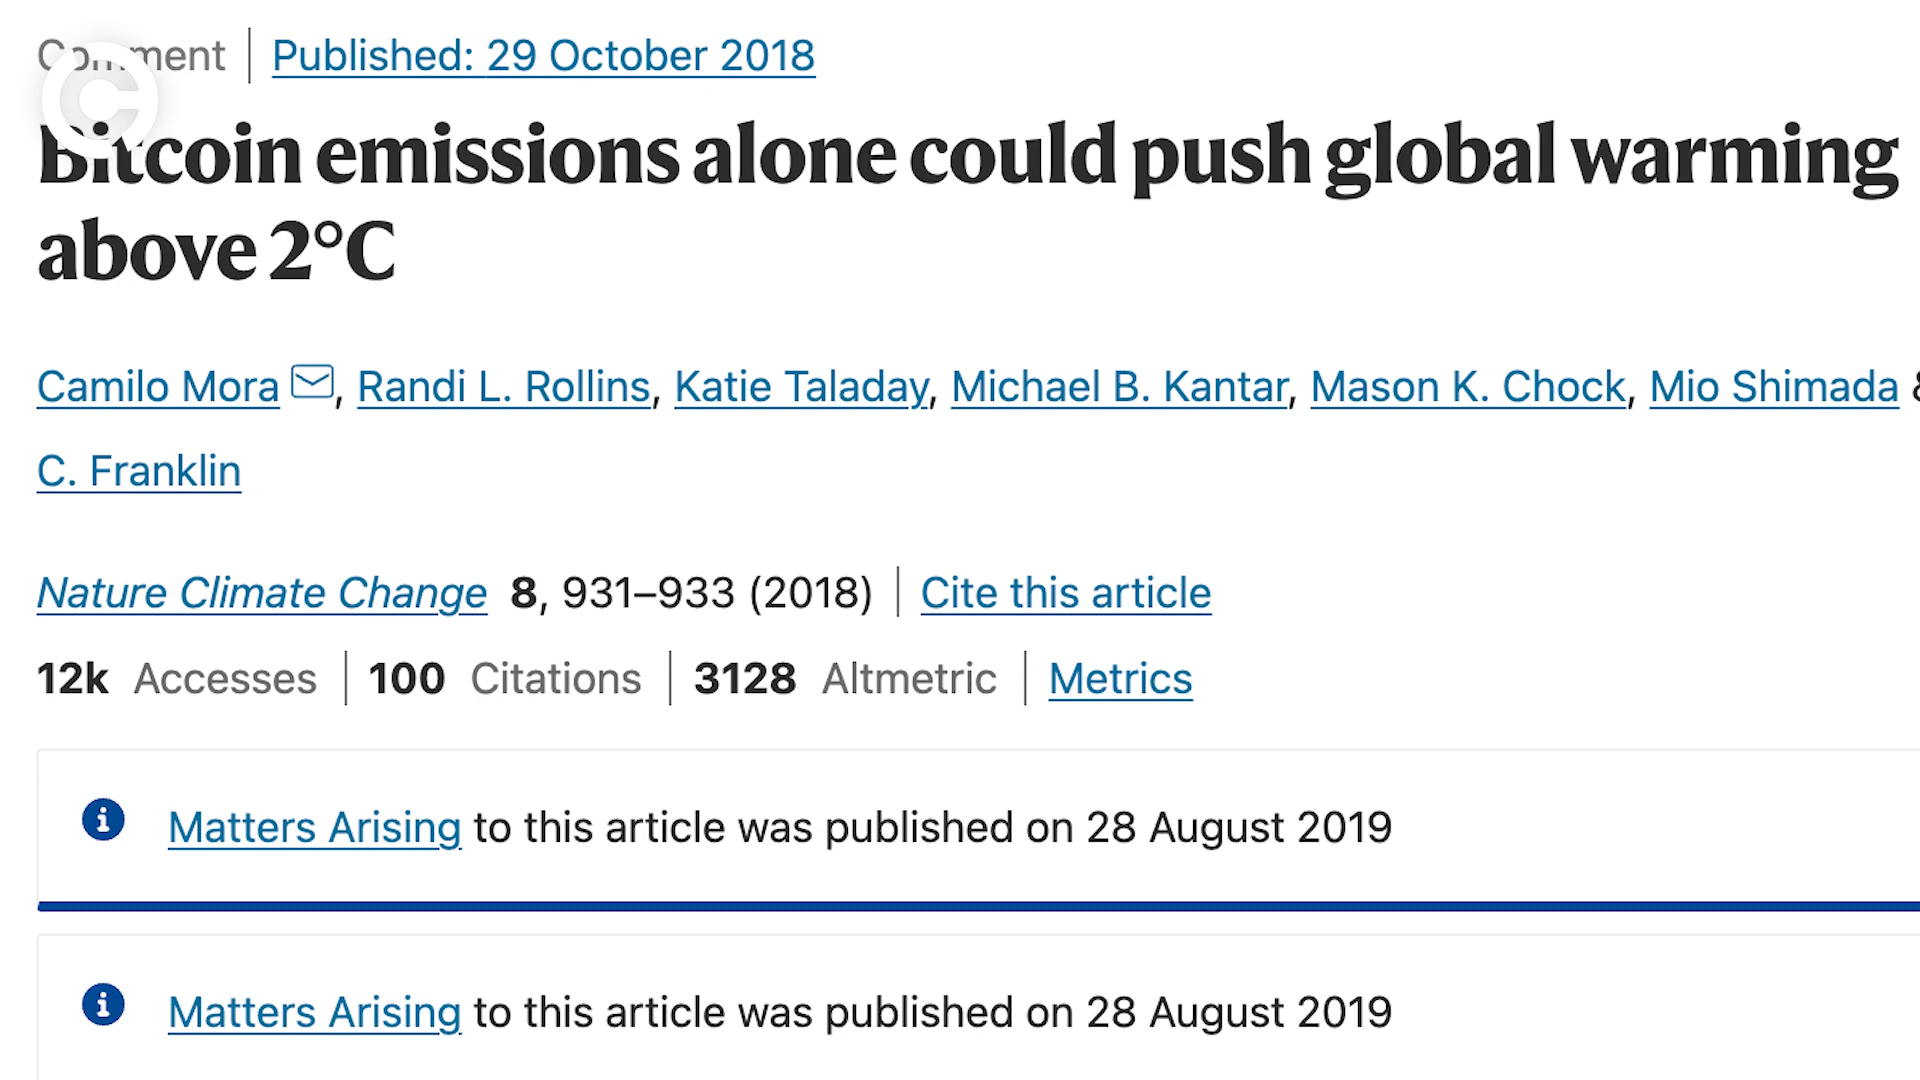 Comment | Published: 29 October 2018
Bitcoin emissions alone could push global warming
above 2°C
Camilo Mora, Randi L. Rollins, Katie Taladay, Michael B. Kantar, Mason K. Chock, Mio Shimada &
C. Franklin
Nature Climate Change 8, 931–933 (2018) | Cite this article
12k Accesses | 100 Citations | 3128 Altmetric | Metrics
Matters Arising to this article was published on 28 August 2019
Matters Arising to this article was published on 28 August 2019